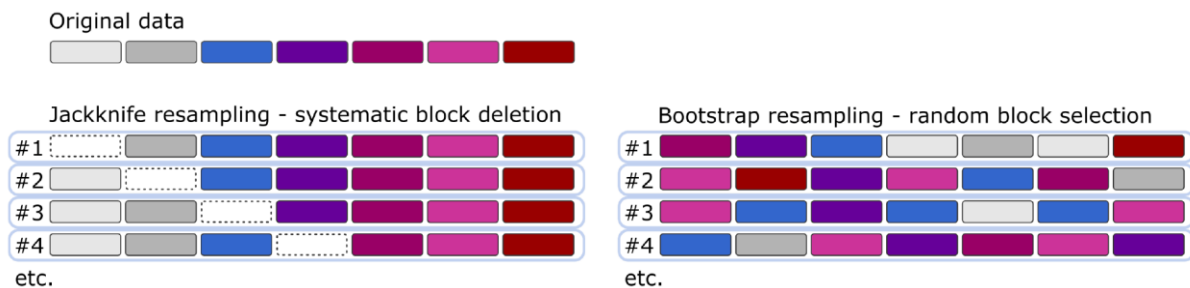 Original data
Jackknife resampling - systematic block deletion
#1
#2
#3
#4
etc.
Bootstrap resampling - random block selection
#1
#2
#3
#4
etc.